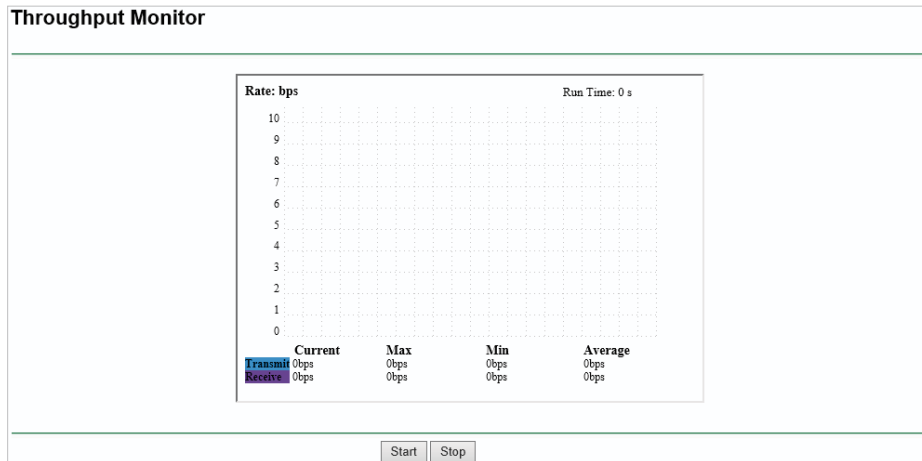 Throughput Monitor
Rate: bps Run Time: 0 s
10
9
8
7
6
5
4
3
2
1
0
Current Max Min Average
Transmit 0bps 0bps 0bps 0bps
Receive 0bps 0bps 0bps 0bps
Start Stop